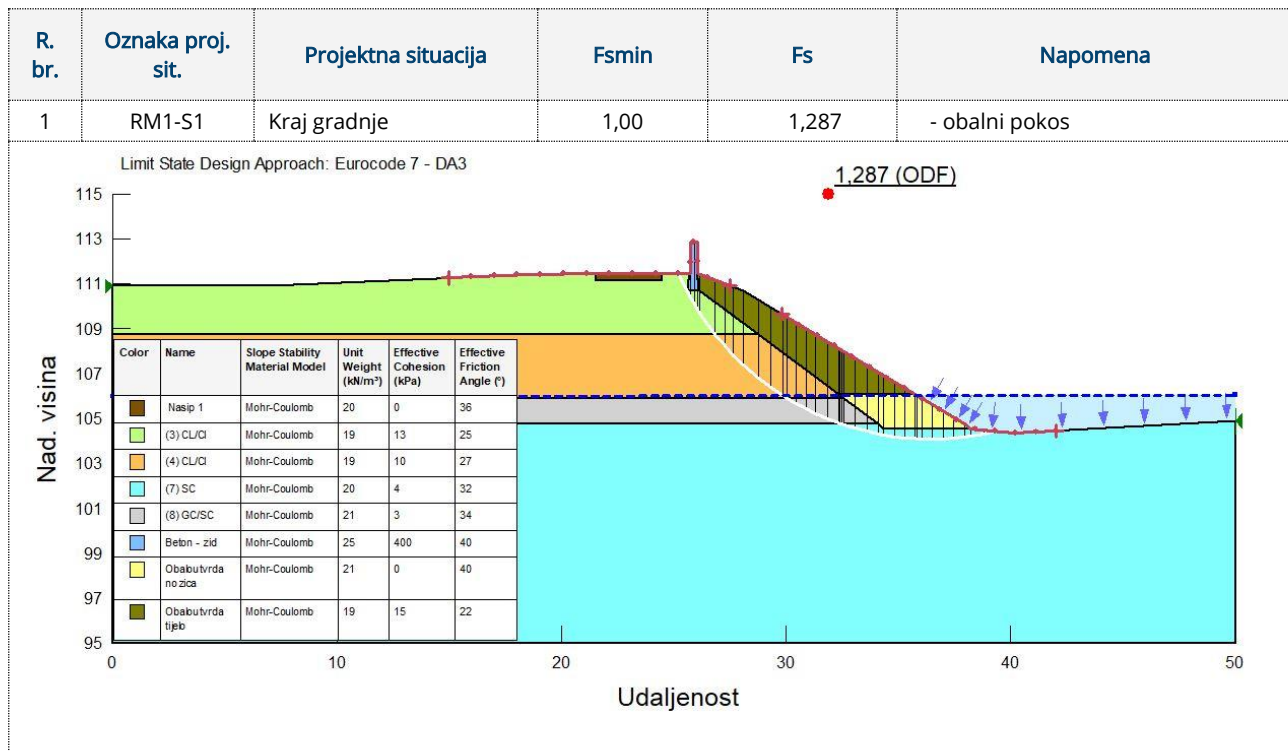 R. br. Oznaka proj. sit. Projektna situacija Fsmin Fs Napomena
1 RM1-S1 Kraj gradnje 1,00 1,287 - obalni pokos
Limit State Design Approach: Eurocode 7 - DA3
1,287 (ODF)
Nad. visina
115
113
111
109
107
105
103
101
99
97
95
Color Name Slope Stability Material Model Unit Weight (kN/m³) Effective Cohesion (kPa) Effective Friction Angle (º)
Nasip 1 Mohr-Coulomb 20 0 36
(3) CL/CI Mohr-Coulomb 19 13 25
(4) CL/CI Mohr-Coulomb 19 10 27
(7) SC Mohr-Coulomb 20 4 32
(8) GC/SC Mohr-Coulomb 21 3 34
Beton - zid Mohr-Coulomb 25 400 40
Obaloutvrda nozica Mohr-Coulomb 21 0 40
Obaloutvrda tijelo Mohr-Coulomb 19 15 22
0 10 20 30 40 50
Udaljenost